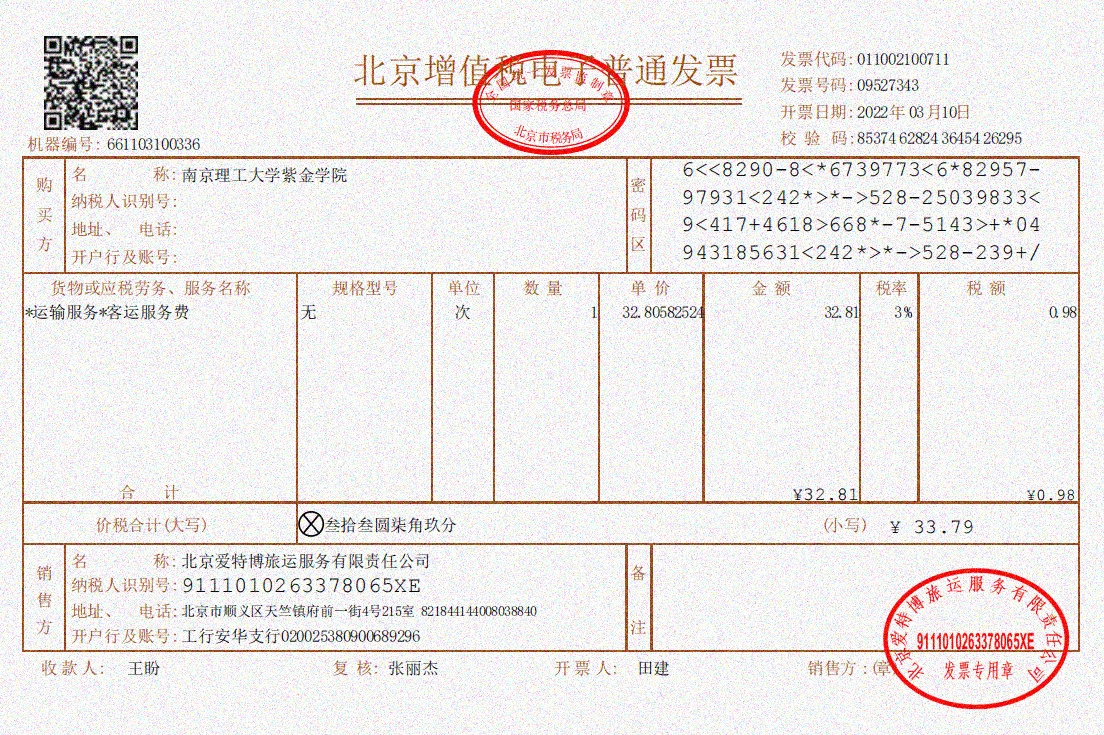 北京增值税电子普通发票
全国统一发票监制章
国家税务总局
北京市税务局
发票代码: 011002100711
发票号码: 09527343
开票日期: 2022年 03月10日
校 验 码: 85374 62824 36454 26295
机器编号: 661103100336
购买方
名 称: 南京理工大学紫金学院
纳税人识别号:
地址、 电话:
开户行及账号:
密码区
6<<8290-8<*6739773<6*82957-
97931<242*>*->528-25039833<
9<417+4618>668*-7-5143>+*04
943185631<242*>*->528-239+/
货物或应税劳务、服务名称 规格型号 单位 数 量 单 价 金 额 税率 税 额
*运输服务*客运服务费 无 次 1 32.80582524 32.81 3% 0.98
合 计 ¥32.81 ¥0.98
价税合计(大写) 叁拾叁圆柒角玖分 (小写) ¥ 33.79
销售方
名 称: 北京爱特博旅运服务有限责任公司
纳税人识别号: 9111010263378065XE
地址、 电话: 北京市顺义区天竺镇府前一街4号215室 821844144008038840
开户行及账号: 工行安华支行020025380900689296
备注
收款人: 王盼 复 核: 张丽杰 开票人: 田建 销售方:(章)
北京爱特博旅运服务有限责任公司
9111010263378065XE
发票专用章